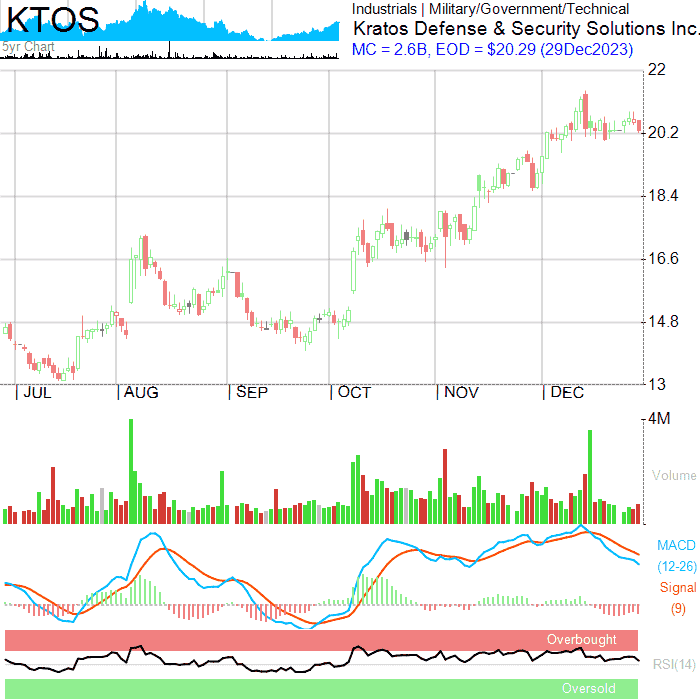 KTOS
5yr Chart
Industrials | Military/Government/Technical
Kratos Defense & Security Solutions Inc.
MC = 2.6B, EOD = $20.29 (29Dec2023)
22
20.2
18.4
16.6
14.8
13
| JUL | AUG | SEP | OCT | NOV | DEC
4M
Volume
MACD
(12-26)
Signal
(9)
Overbought
RSI(14)
Oversold